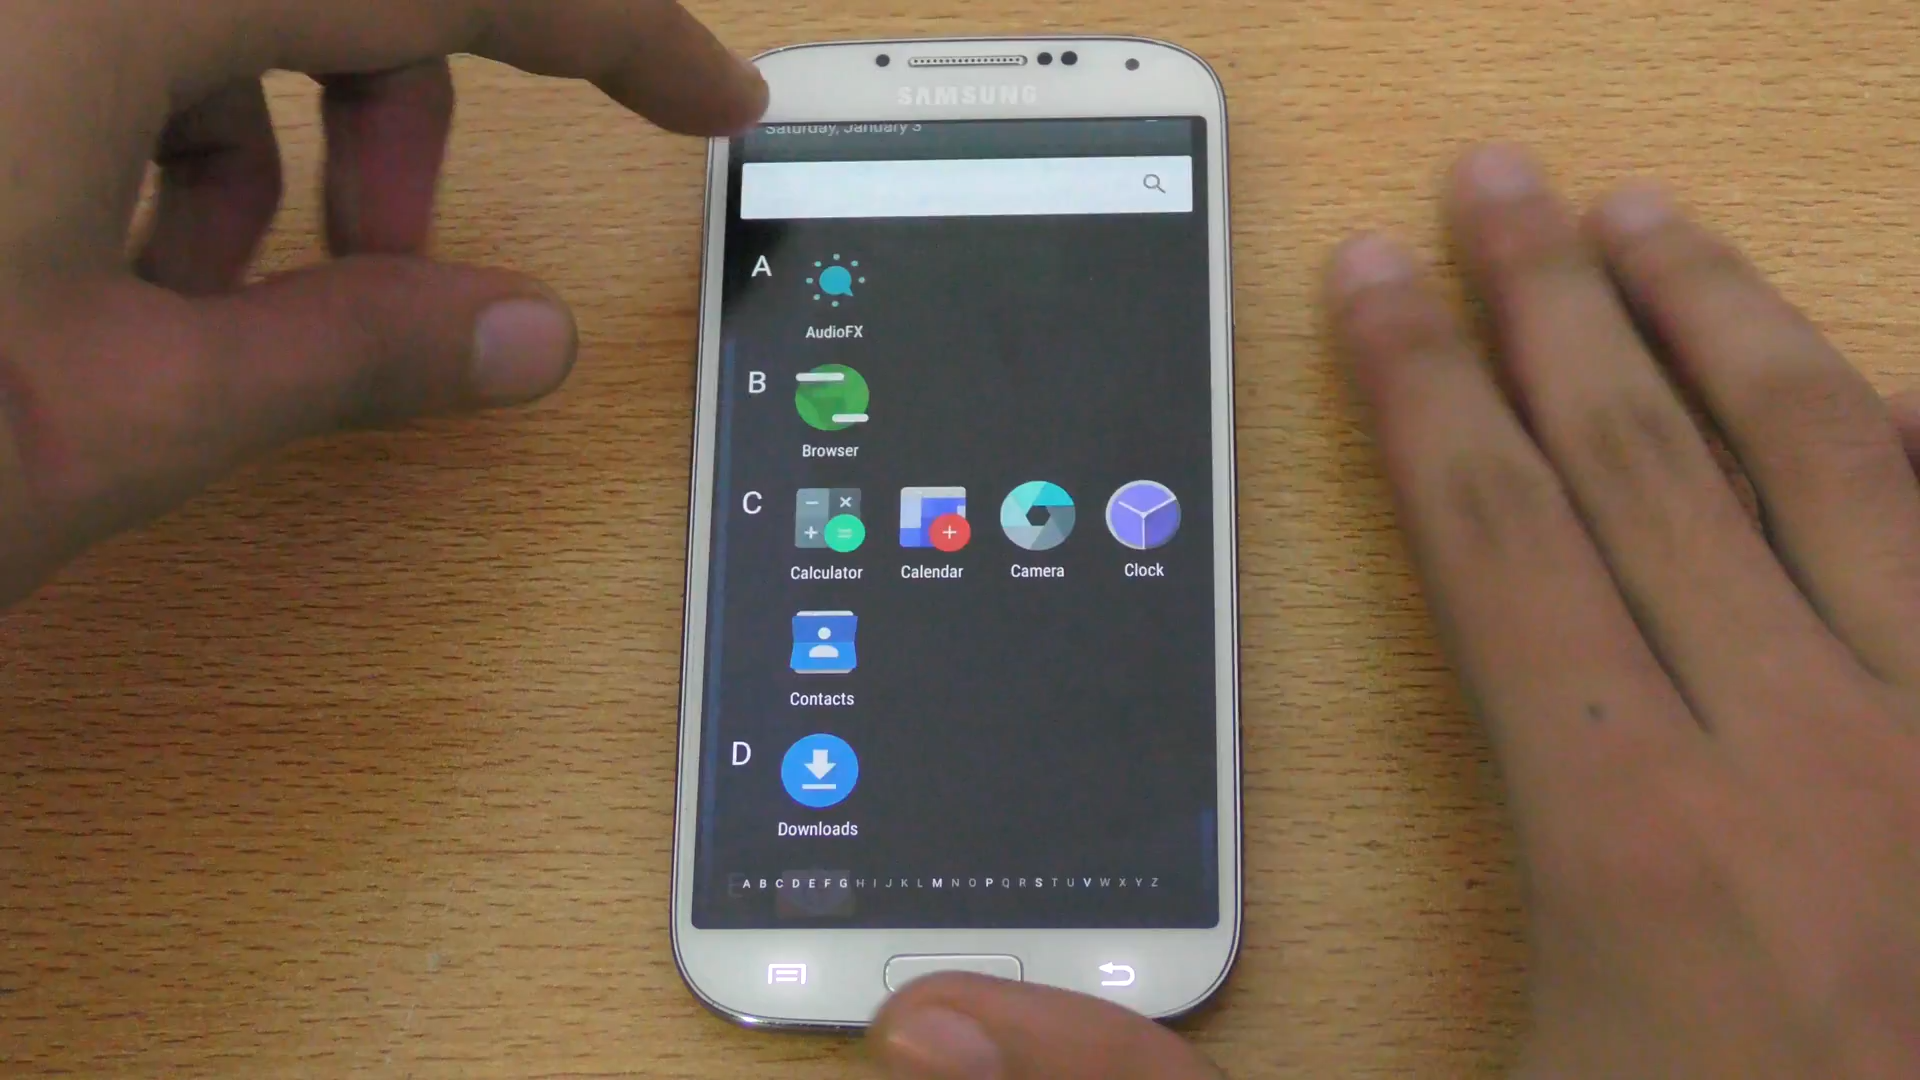 SAMSUNG
Saturday, January 3
A
AudioFX
B
Browser
C
Calculator Calendar Camera Clock
Contacts
D
Downloads
A B C D E F G H I J K L M N O P Q R S T U V W X Y Z